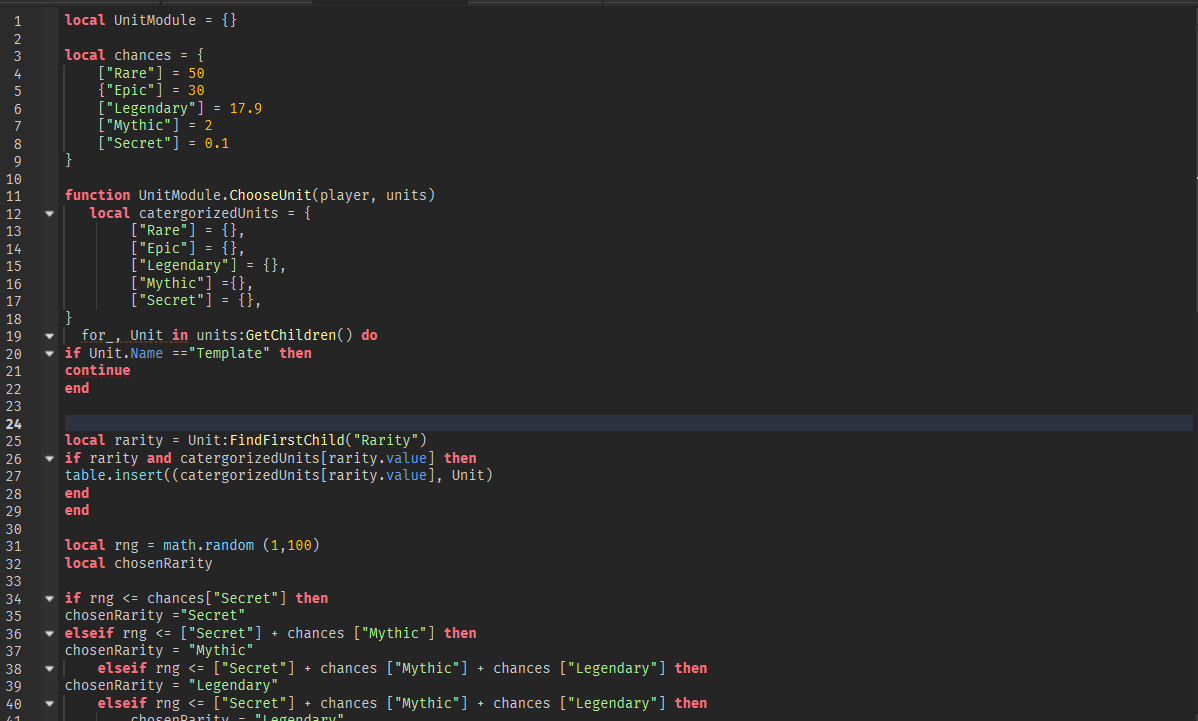 1 local UnitModule = {}
2
3 local chances = {
4 ["Rare"] = 50
5 {"Epic"] = 30
6 ["Legendary"] = 17.9
7 ["Mythic"] = 2
8 ["Secret"] = 0.1
9 }
10
11 function UnitModule.ChooseUnit(player, units)
12 local catergorizedUnits = {
13 ["Rare"] = {},
14 ["Epic"] = {},
15 ["Legendary"] = {},
16 ["Mythic"] ={},
17 ["Secret"] = {},
18 }
19 for_, Unit in units:GetChildren() do
20 if Unit.Name =="Template" then
21 continue
22 end
23
24
25 local rarity = Unit:FindFirstChild("Rarity")
26 if rarity and catergorizedUnits[rarity.value] then
27 table.insert((catergorizedUnits[rarity.value], Unit)
28 end
29 end
30
31 local rng = math.random (1,100)
32 local chosenRarity
33
34 if rng <= chances["Secret"] then
35 chosenRarity ="Secret"
36 elseif rng <= ["Secret"] + chances ["Mythic"] then
37 chosenRarity = "Mythic"
38 elseif rng <= ["Secret"] + chances ["Mythic"] + chances ["Legendary"] then
39 chosenRarity = "Legendary"
40 elseif rng <= ["Secret"] + chances ["Mythic"] + chances ["Legendary"] then
41 chosenRarity = "Legendary"